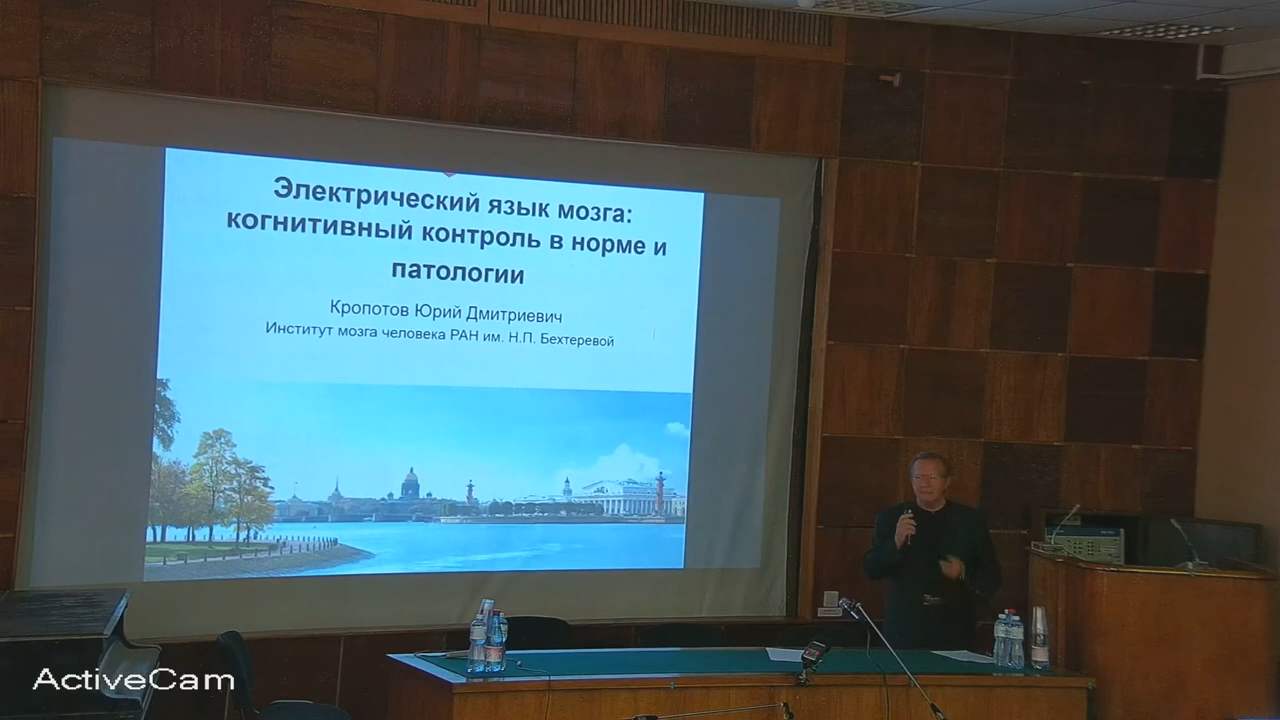 Электрический язык мозга:
когнитивный контроль в норме и
патологии
Кропотов Юрий Дмитриевич
Институт мозга человека РАН им. Н.П. Бехтеревой
ActiveCam